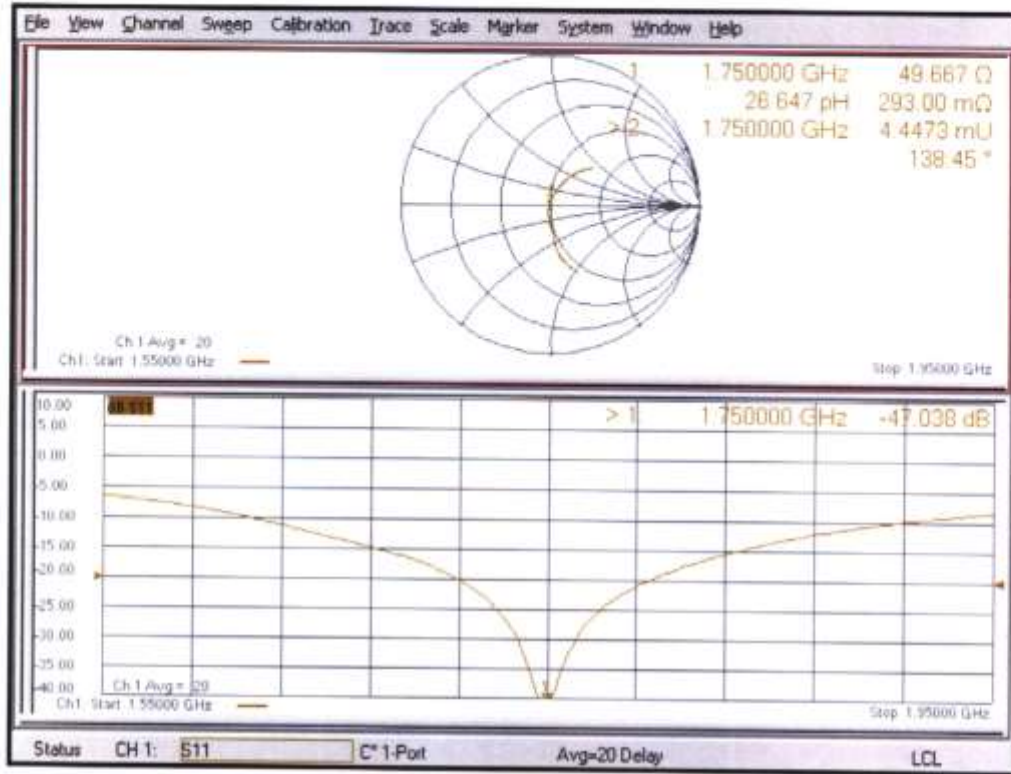 File View Channel Sweep Calibration Trace Scale Marker System Window Help
1 1.750000 GHz 49.667 Ω
26.647 pH 293.00 mΩ
> 2 1.750000 GHz 4.4473 mU
138.45 °
Ch 1 Avg = 20
Ch1: Start 1.55000 GHz
Stop 1.95000 GHz
10.00
dB S11
> 1 1.750000 GHz -47.038 dB
5.00
0.00
-5.00
-10.00
-15.00
-20.00
-25.00
-30.00
-35.00
-40.00
1
Ch 1 Avg = 20
Ch1: Start 1.55000 GHz
Stop 1.95000 GHz
Status CH 1: S11 C* 1-Port Avg=20 Delay LCL